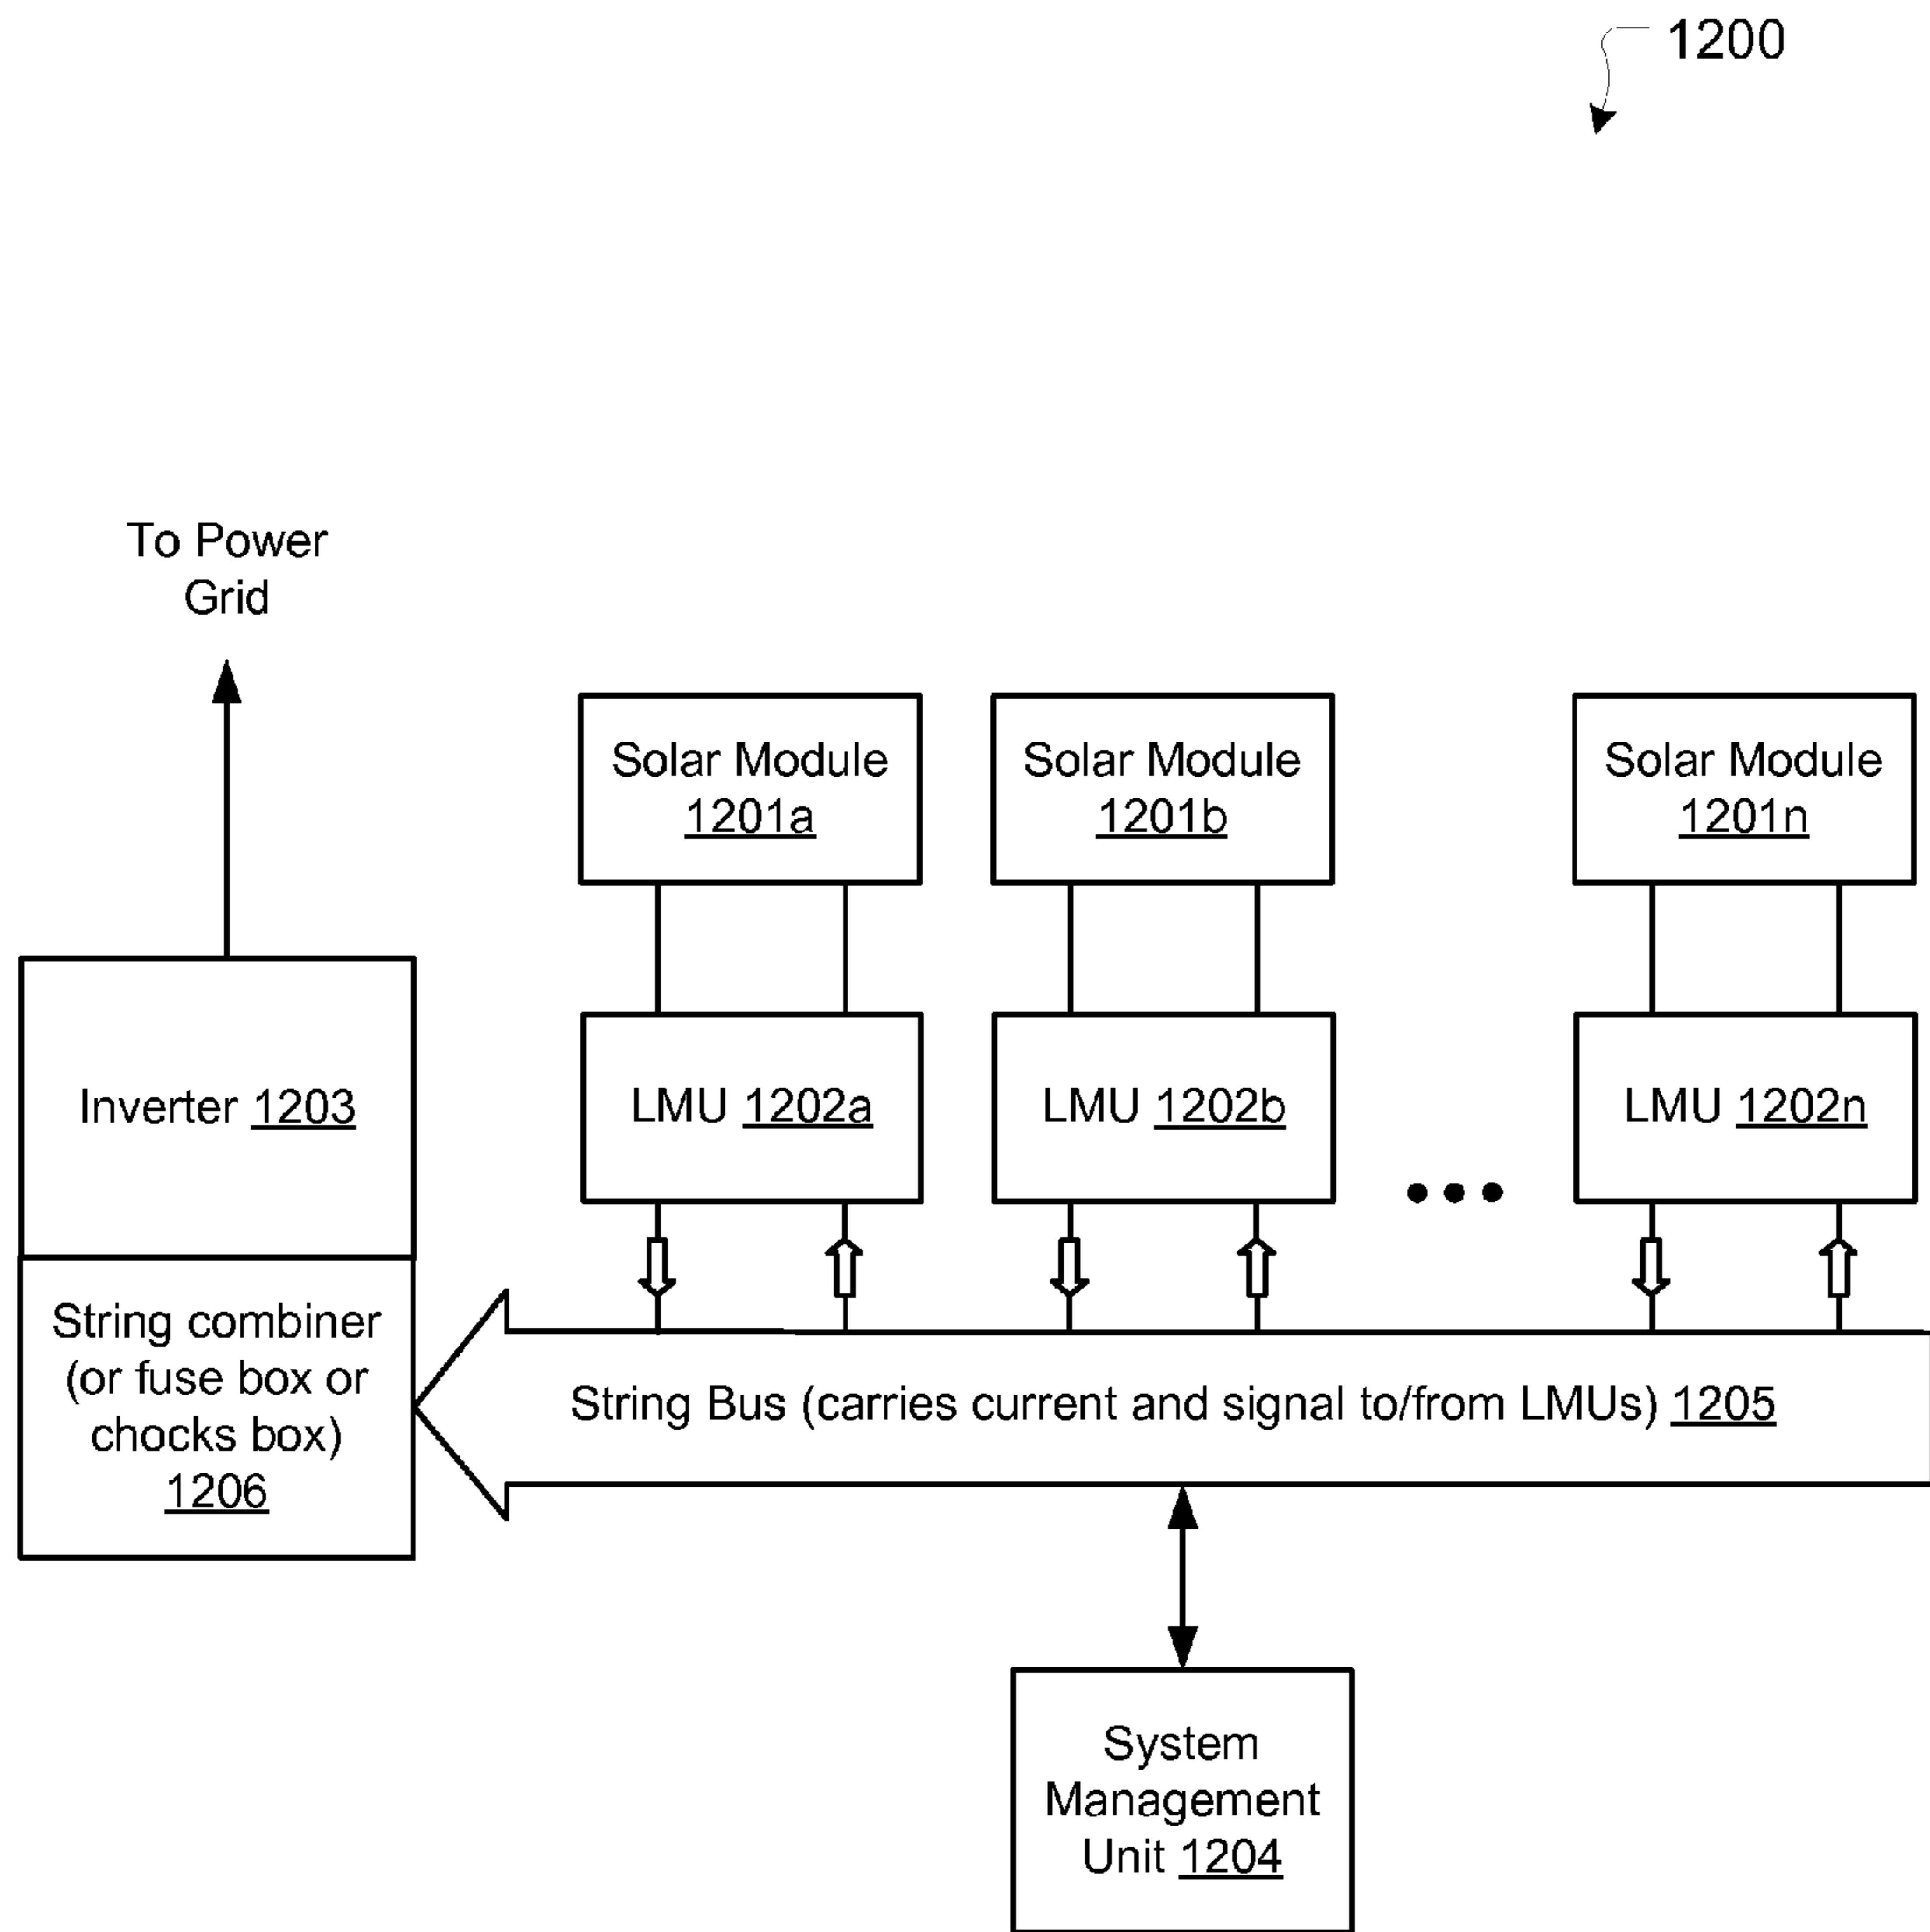 1200
To Power
Grid
Solar Module
1201a
Solar Module
1201b
Solar Module
1201n
Inverter 1203
LMU 1202a
LMU 1202b
LMU 1202n
String combiner
(or fuse box or
chocks box)
1206
String Bus (carries current and signal to/from LMUs) 1205
System
Management
Unit 1204